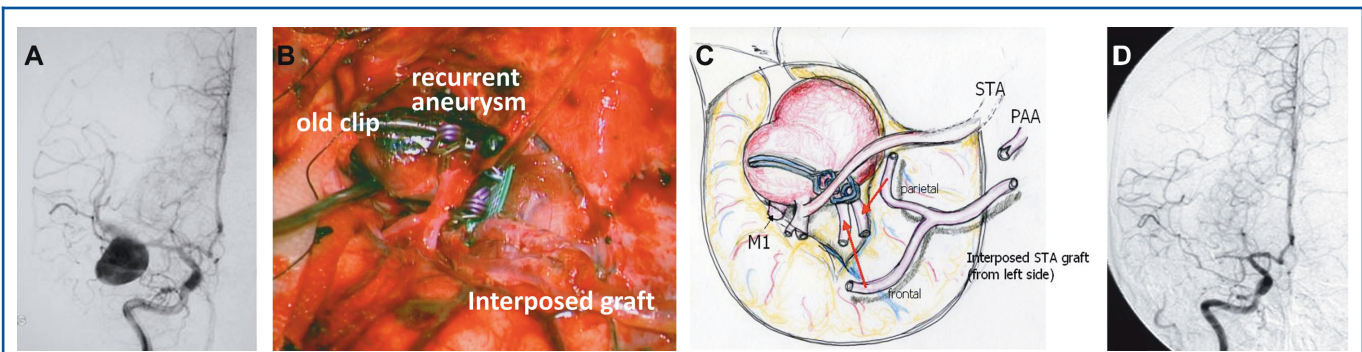 A
B
recurrent
aneurysm
old clip
Interposed graft
C
STA
PAA
parietal
M1
Interposed STA graft
(from left side)
frontal
D